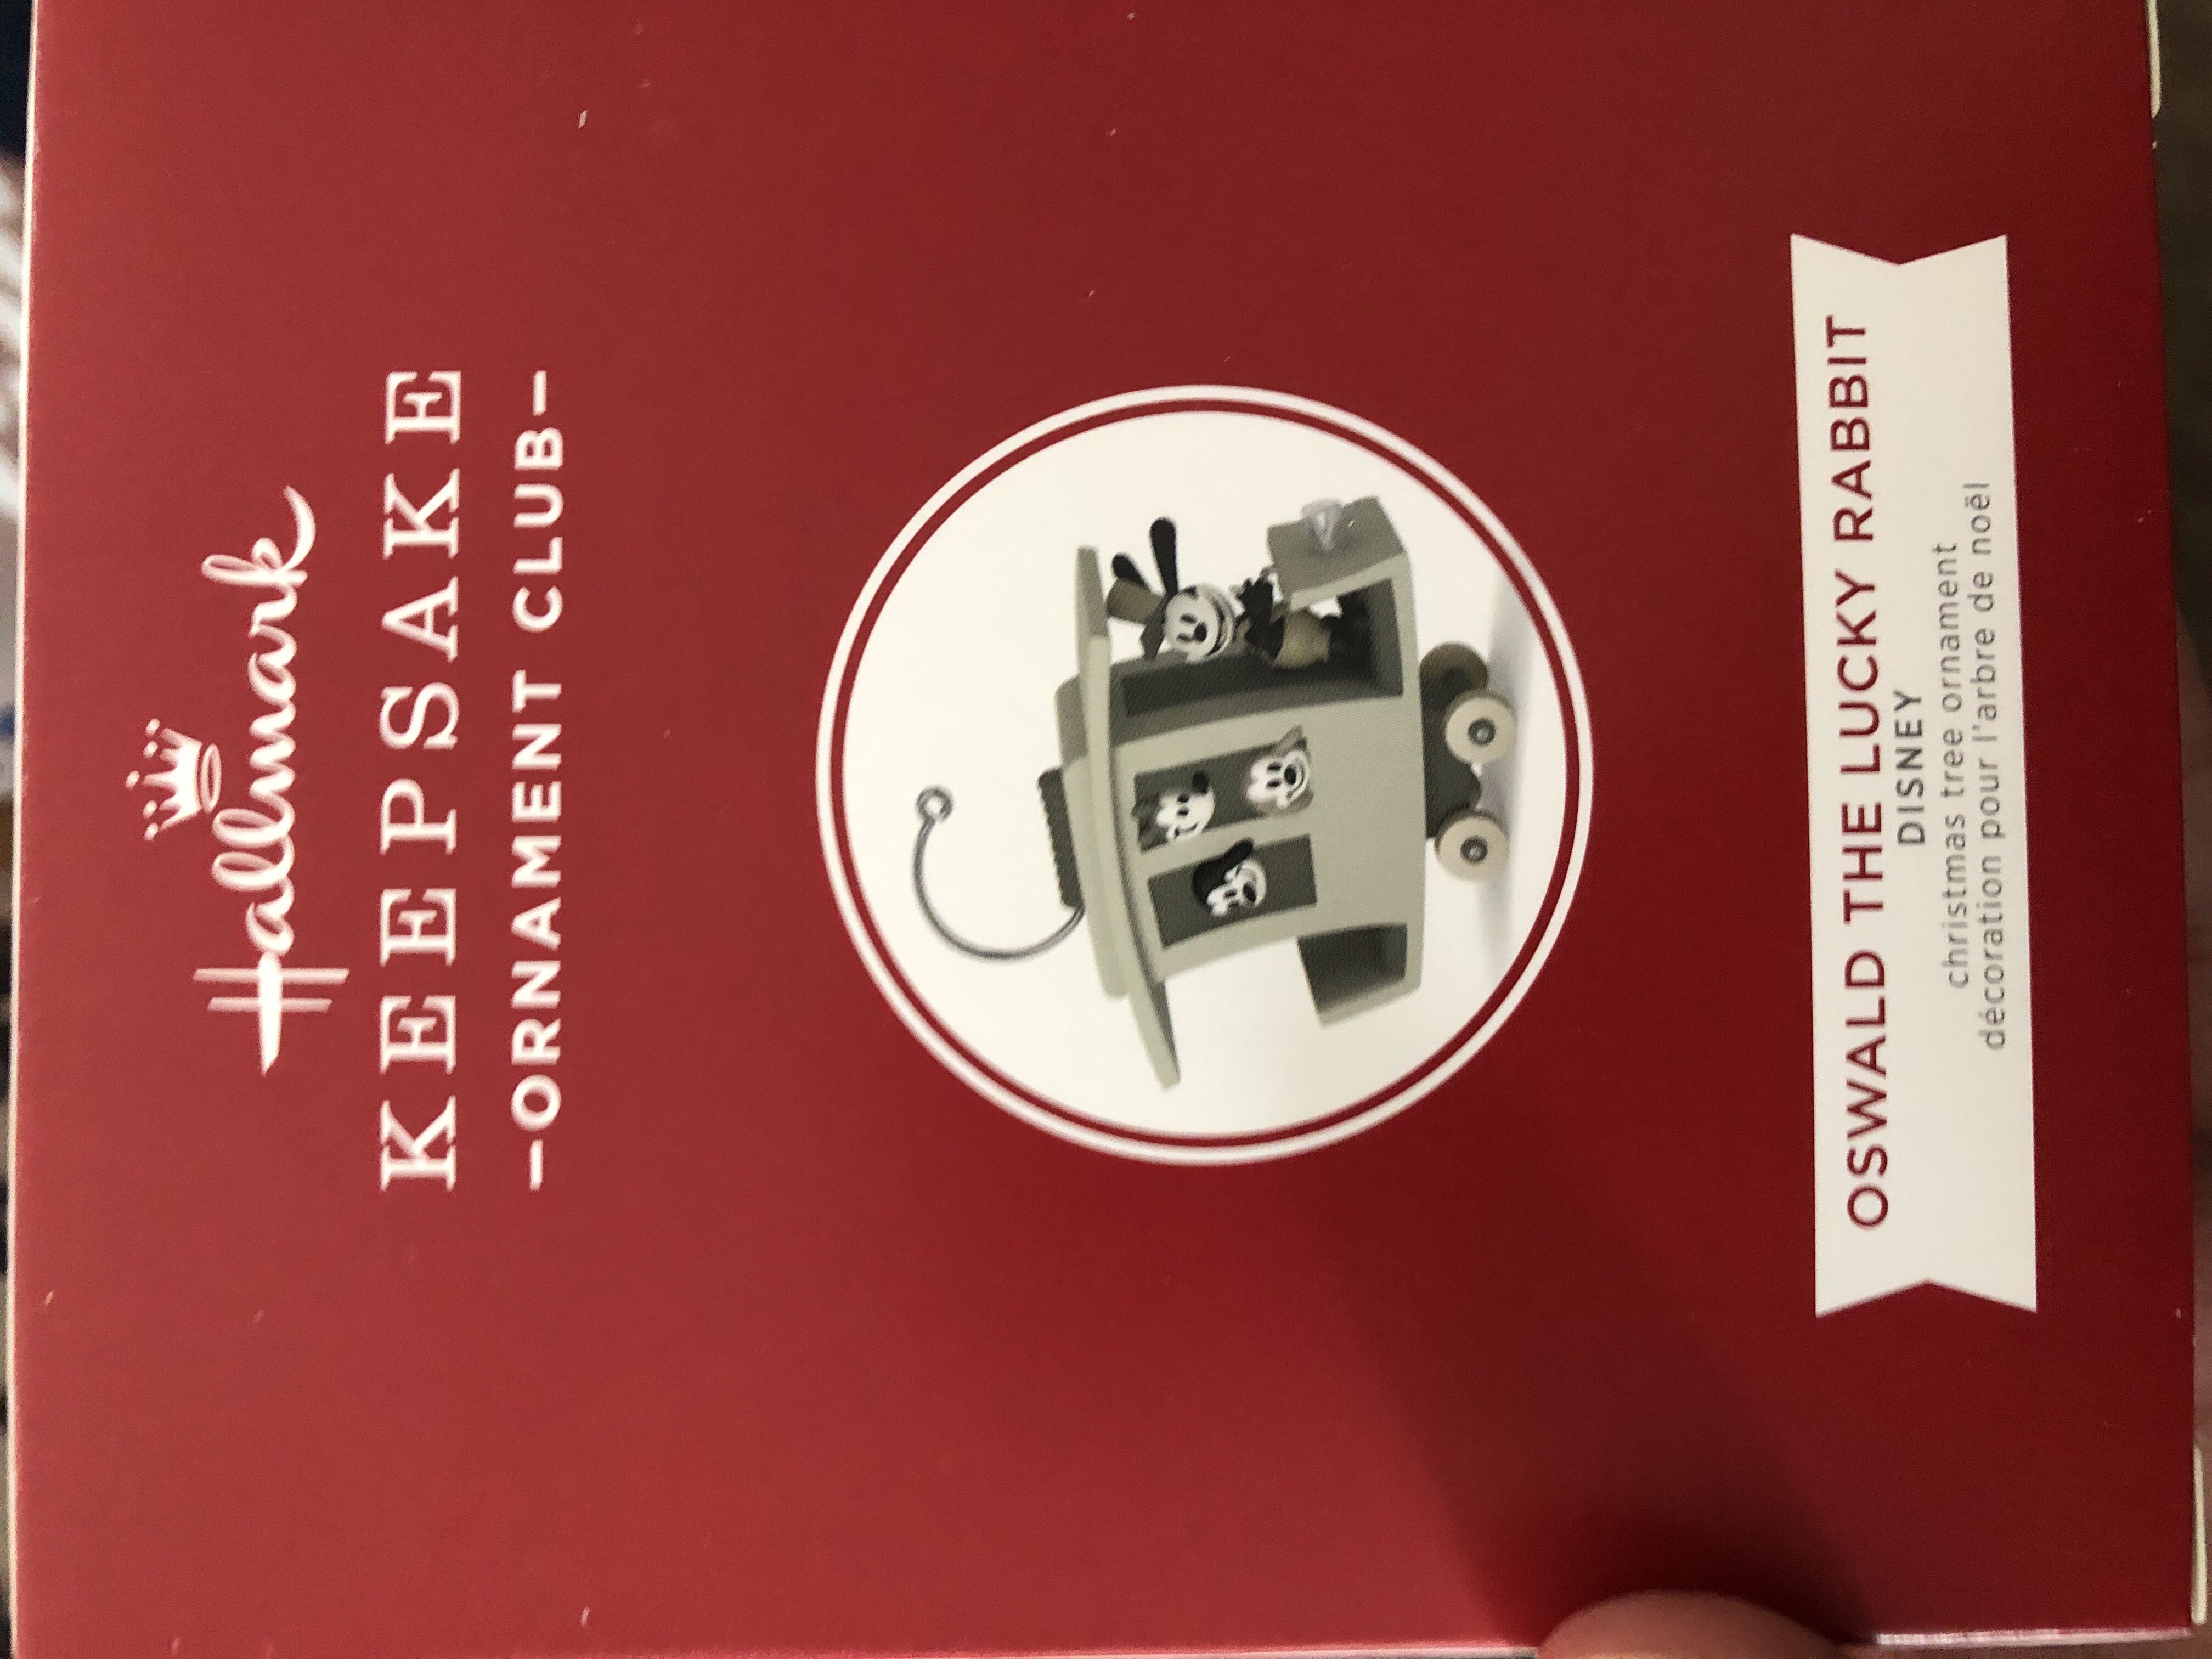 Hallmark
KEEPSAKE
–ORNAMENT CLUB–
OSWALD THE LUCKY RABBIT
DISNEY
christmas tree ornament
décoration pour l'arbre de noël